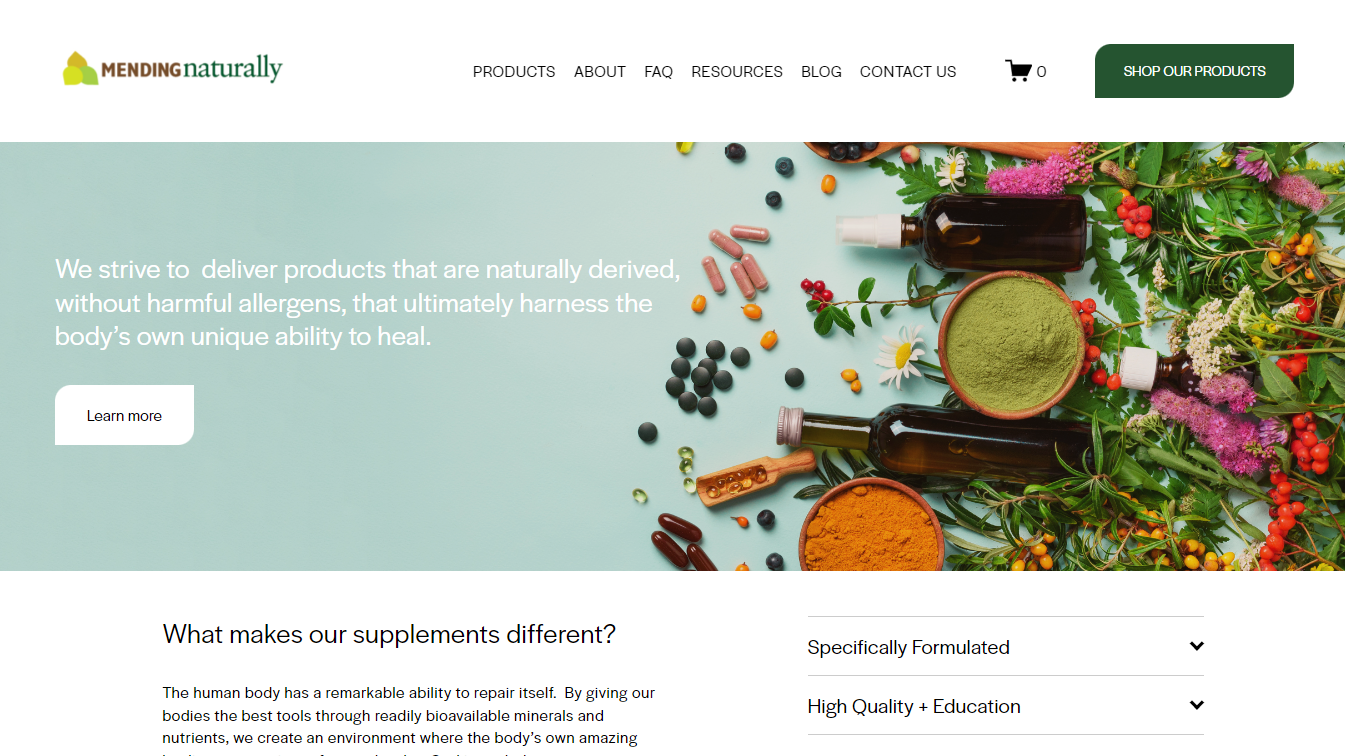 MENDING naturally
PRODUCTS ABOUT FAQ RESOURCES BLOG CONTACT US 0 SHOP OUR PRODUCTS
We strive to  deliver products that are naturally derived,
without harmful allergens, that ultimately harness the
body’s own unique ability to heal.
Learn more
What makes our supplements different?
The human body has a remarkable ability to repair itself.  By giving our
bodies the best tools through readily bioavailable minerals and
nutrients, we create an environment where the body’s own amazing
Specifically Formulated
High Quality + Education